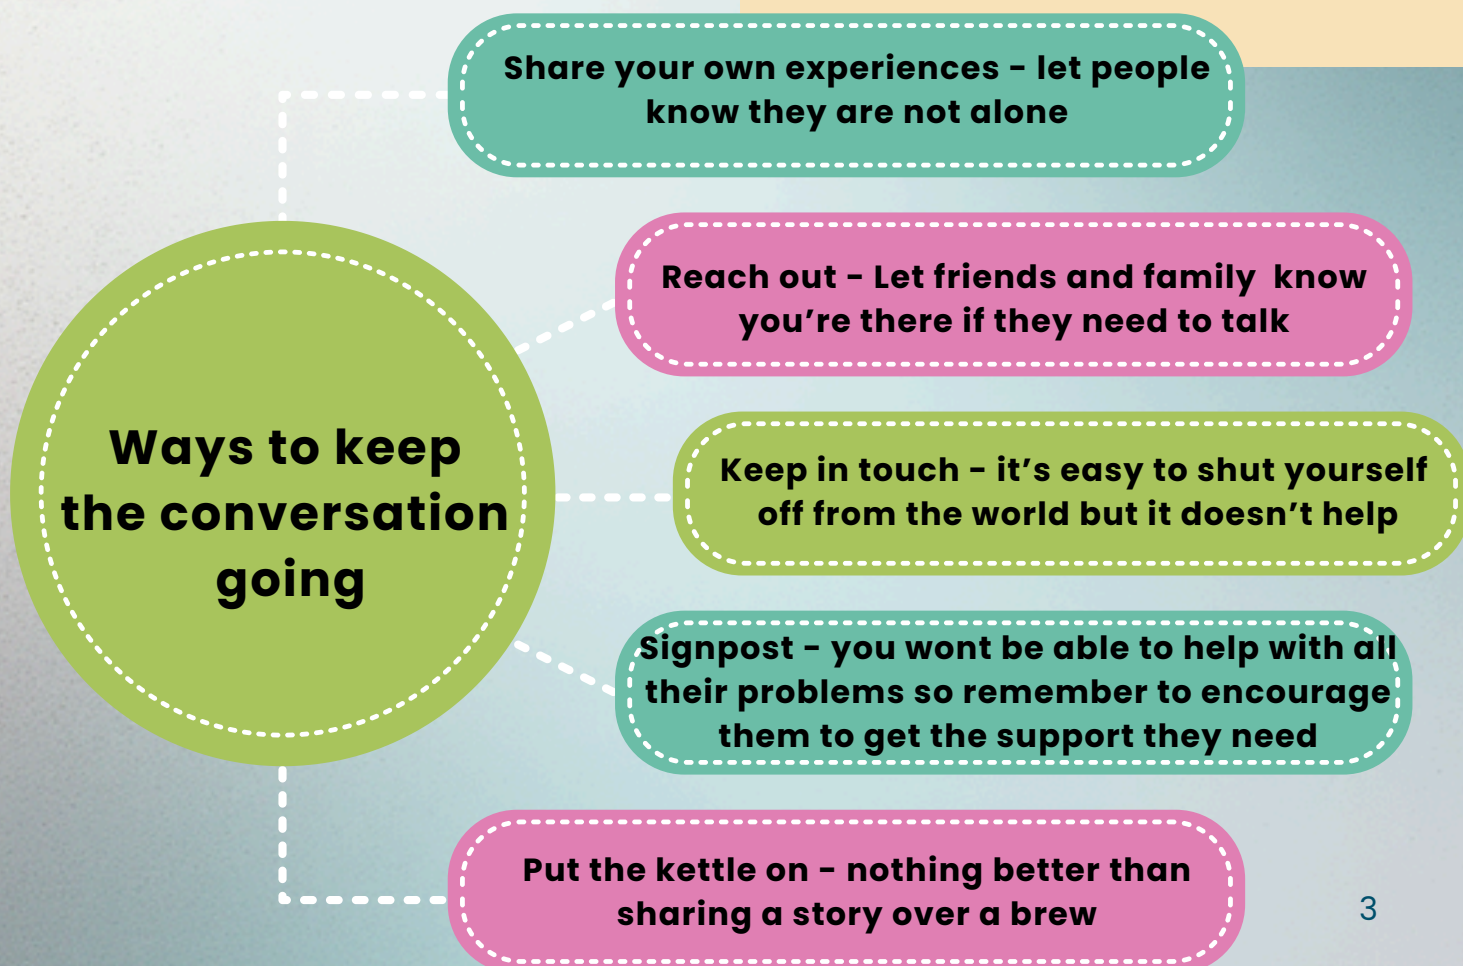 Share your own experiences - let people
know they are not alone
Reach out - Let friends and family  know
you're there if they need to talk
Ways to keep
the conversation
going
Keep in touch - it's easy to shut yourself
off from the world but it doesn't help
Signpost - you wont be able to help with all
their problems so remember to encourage
them to get the support they need
Put the kettle on - nothing better than
sharing a story over a brew
3